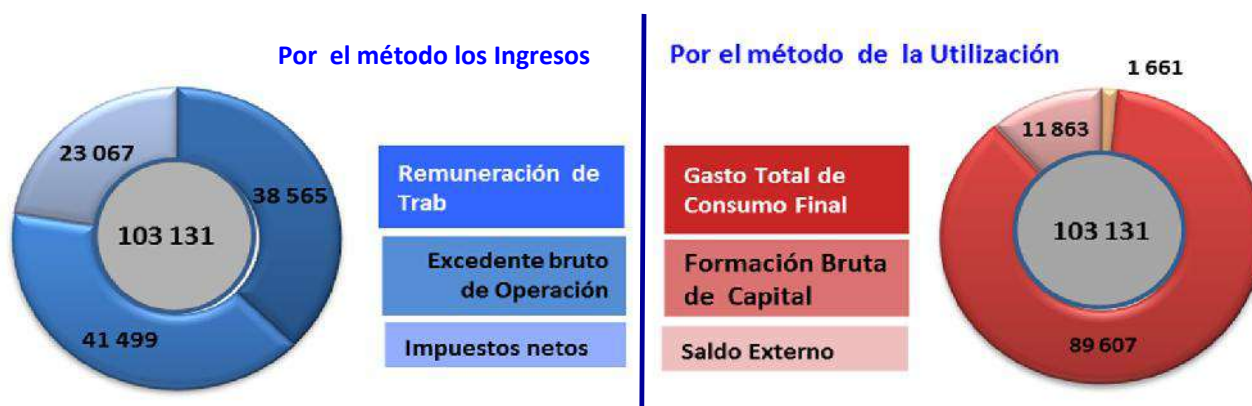 Por el método los Ingresos
23 067
38 565
103 131
41 499
Remuneración de
Trab
Excedente bruto
de Operación
Impuestos netos
Por el método de la Utilización
1 661
11 863
103 131
89 607
Gasto Total de
Consumo Final
Formación Bruta
de Capital
Saldo Externo